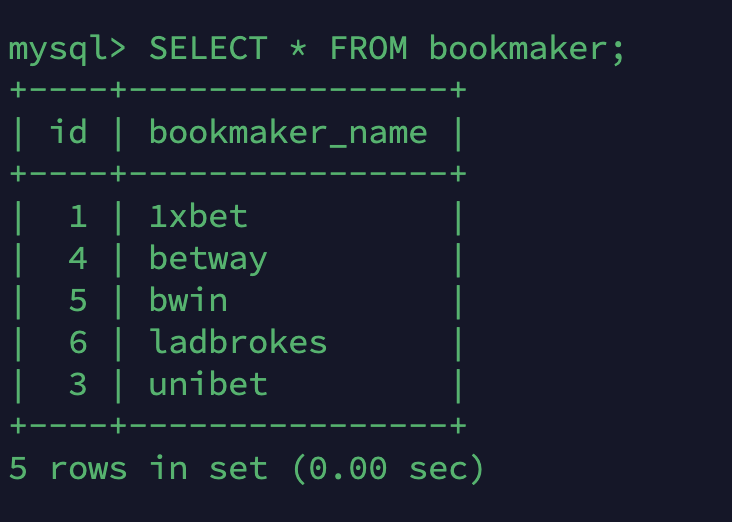 mysql> SELECT * FROM bookmaker;
+----+----------------+
| id | bookmaker_name |
+----+----------------+
|  1 | 1xbet          |
|  4 | betway         |
|  5 | bwin           |
|  6 | ladbrokes      |
|  3 | unibet         |
+----+----------------+
5 rows in set (0.00 sec)